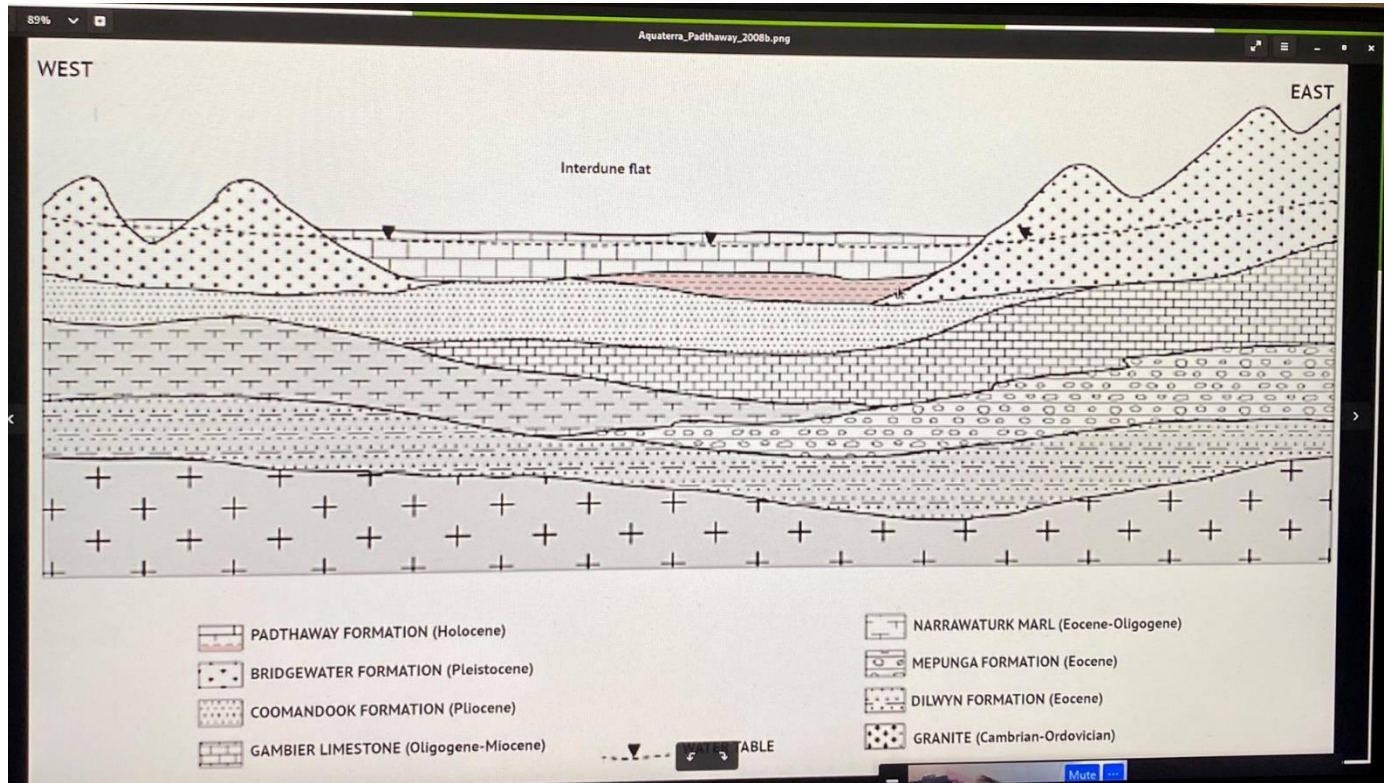 89%
Aquaterra_Padthaway_2008b.png
WEST
EAST
Interdune flat
PADTHAWAY FORMATION (Holocene)
BRIDGEWATER FORMATION (Pleistocene)
COOMANDOOK FORMATION (Pliocene)
GAMBIER LIMESTONE (Oligogene-Miocene)
WATER TABLE
NARRAWATURK MARL (Eocene-Oligogene)
MEPUNGA FORMATION (Eocene)
DILWYN FORMATION (Eocene)
GRANITE (Cambrian-Ordovician)
Mute